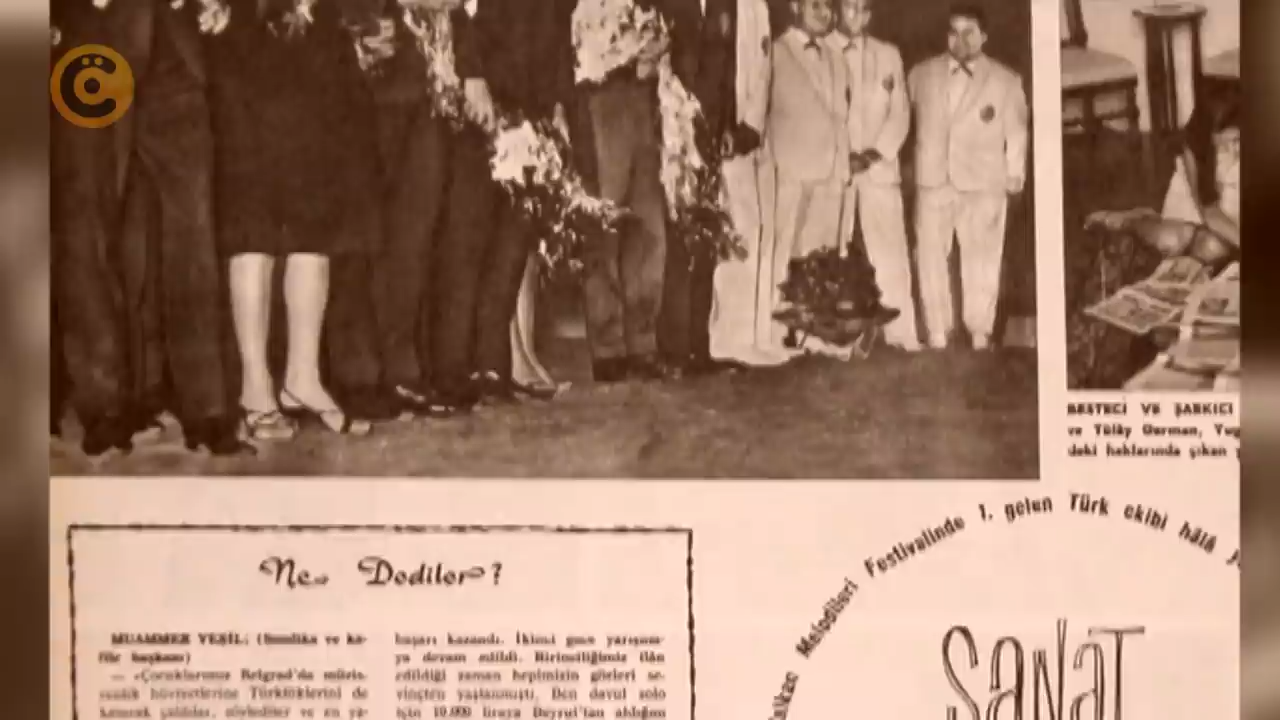 BESTECİ VE ŞARKICI
ve Tülây German, Yug
deki haklarında çıkan
Balkan Melodileri Festivalinde 1. gelen Türk ekibi hâlâ
SANAT
Ne Dediler?
MUAMMER YEŞİL: (Sendika ve ka-
file başkanı)
— «Çocuklarımız Belgrad'da müzis-
hüviyetlerine Türklüklerini de
katarak çaldılar, söylediler ve en
başarı kazandı. İkinci gece yarışma-
ya devam edildi. Birinciliğimiz ilân
edildiği zaman hepimizin gözleri se-
vinçten yaşlanmıştı. Ben davul solo
için 10.000 liraya Beyrut'tan aldığım